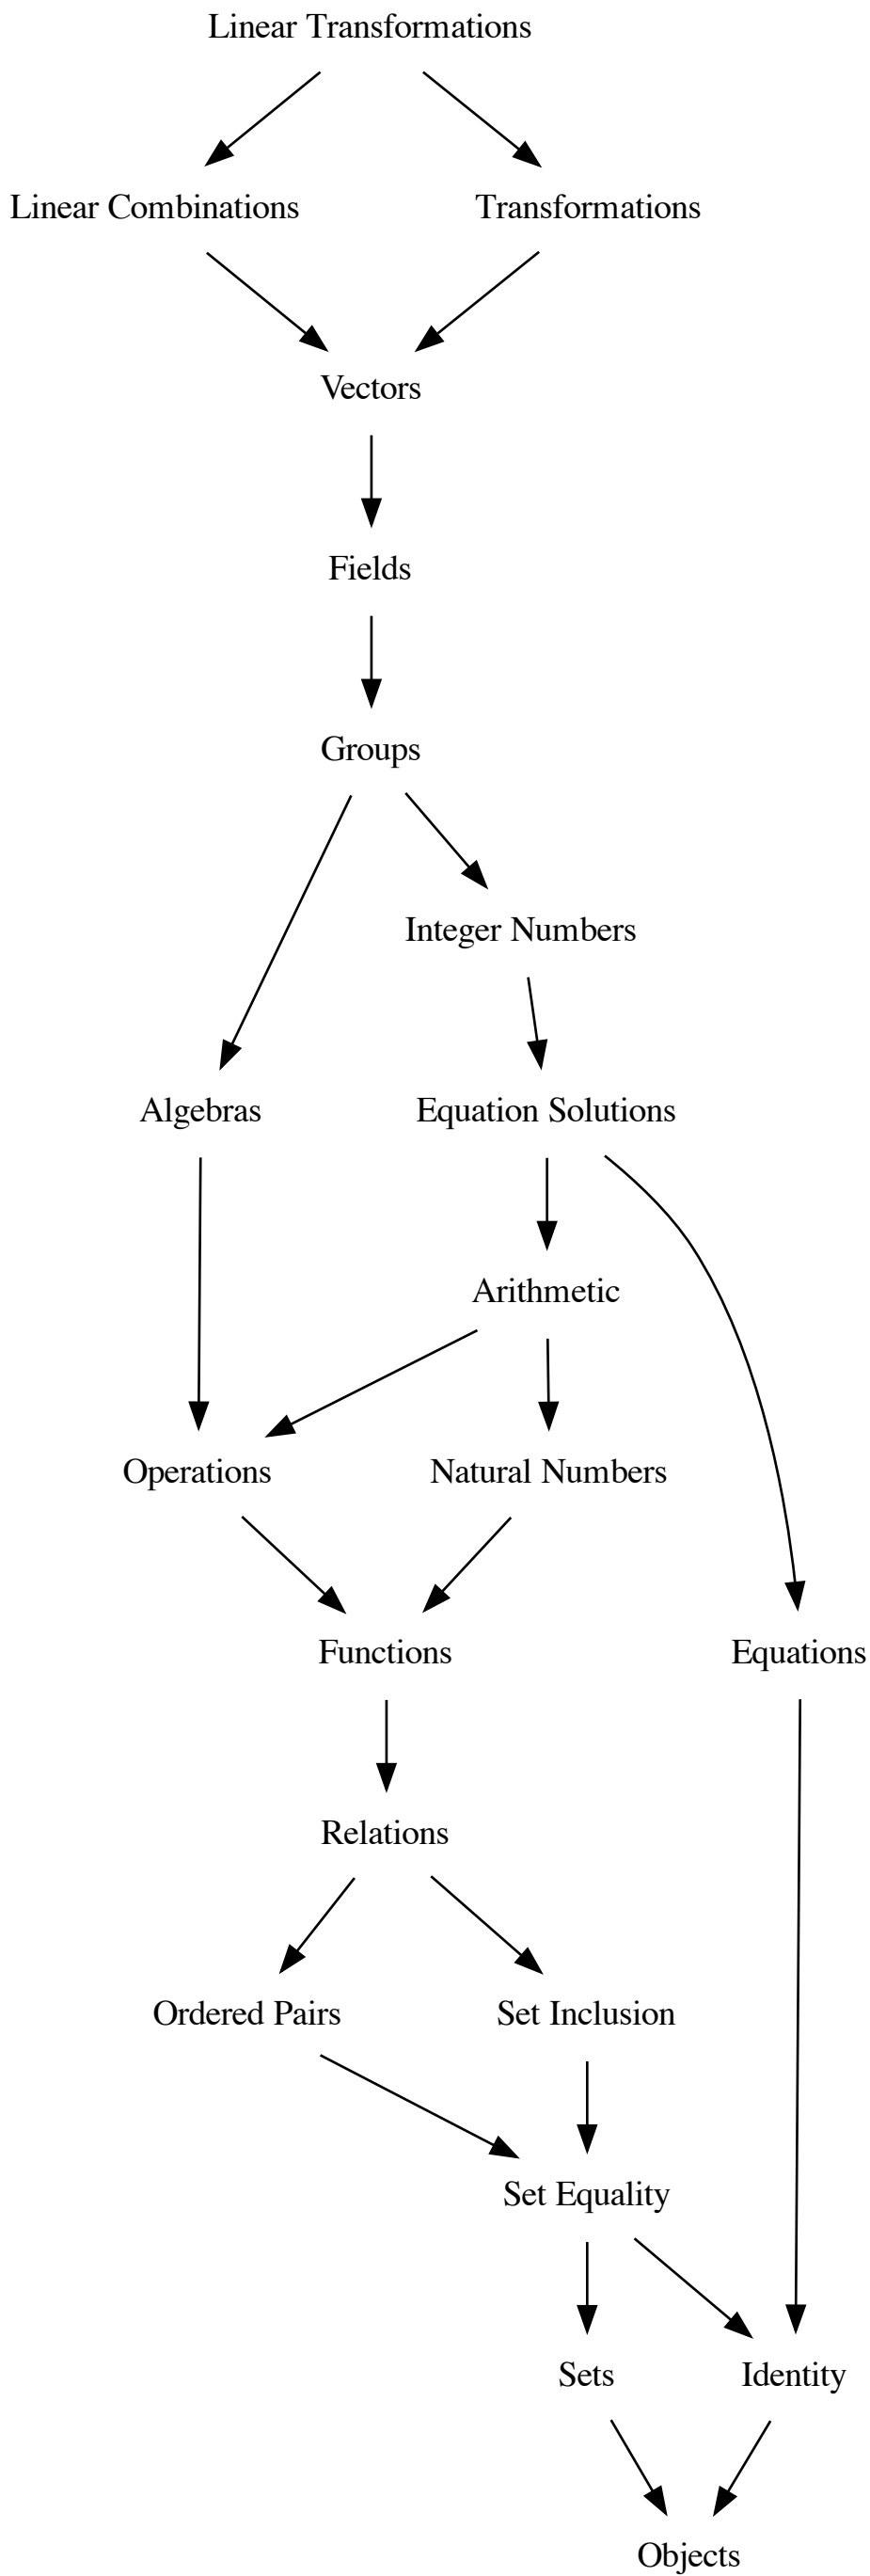 Linear Transformations
Linear Combinations
Transformations
Vectors
Fields
Groups
Integer Numbers
Algebras
Equation Solutions
Arithmetic
Operations
Natural Numbers
Functions
Equations
Relations
Ordered Pairs
Set Inclusion
Set Equality
Sets
Identity
Objects